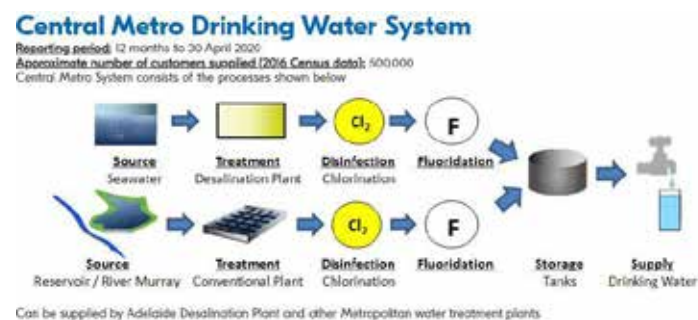 Central Metro Drinking Water System
Reporting period: 12 months to 30 April 2020
Approximate number of customers supplied (2016 Census data): 500000
Central Metro System consists of the processes shown below
Cl₂
F
Source
Treatment
Disinfection
Fluoridation
Seawater
Desalination Plant
Chlorination
Cl₂
F
Source
Treatment
Disinfection
Fluoridation
Storage
Supply
Reservoir / River Murray
Conventional Plant
Chlorination
Tanks
Drinking Water
Can be supplied by Adelaide Desalination Plant and other Metropolitan water treatment plants